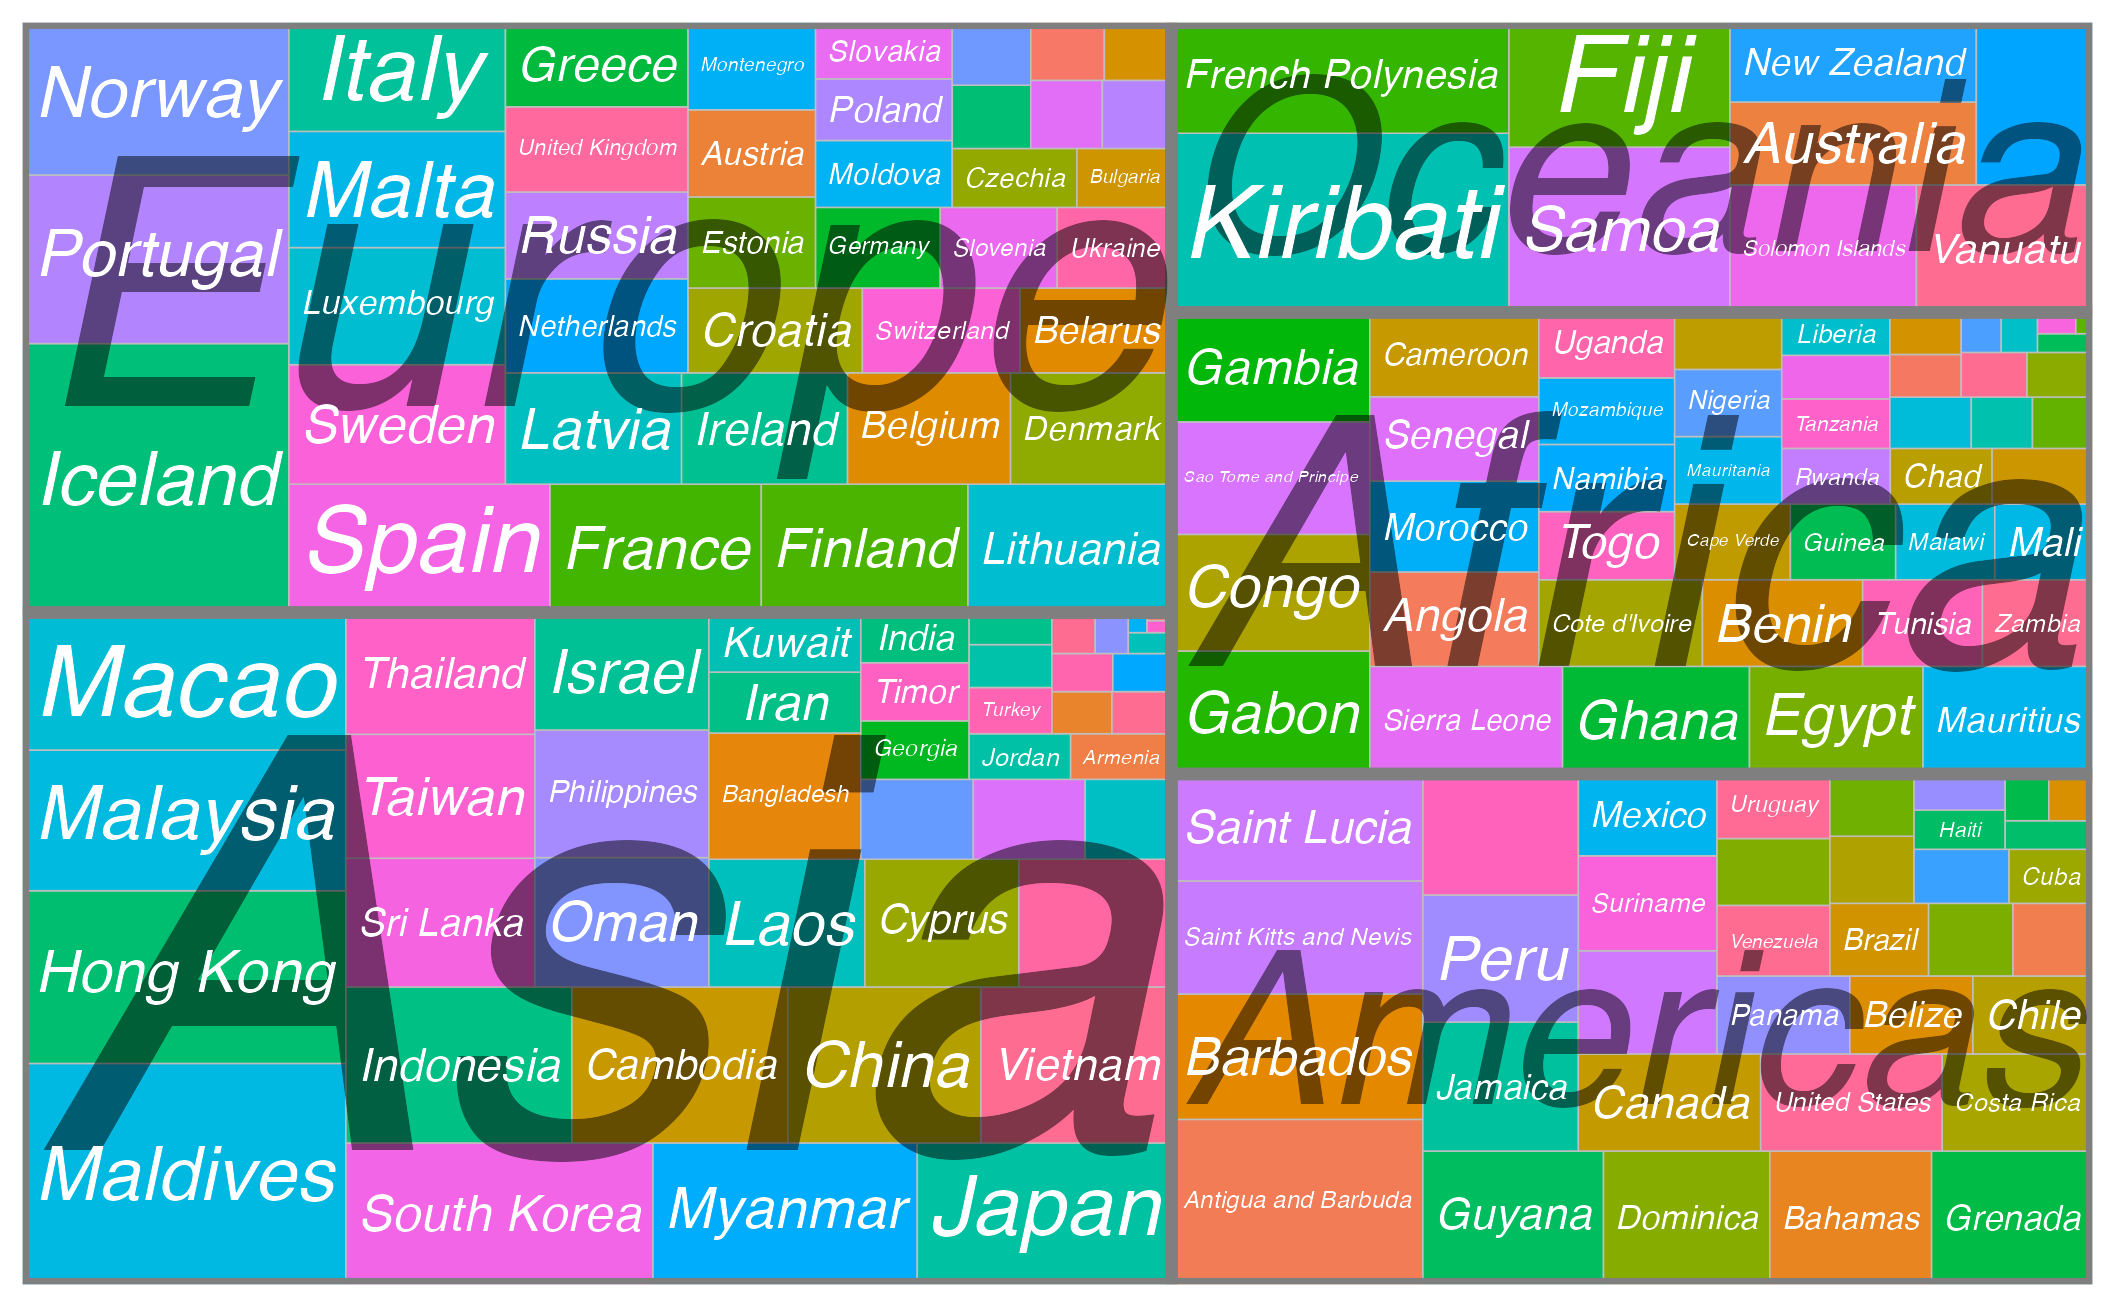 Europe
Norway
Portugal
Iceland
Italy
Malta
Luxembourg
Sweden
Spain
Greece
United Kingdom
Russia
Netherlands
Latvia
France
Montenegro
Austria
Estonia
Croatia
Ireland
Finland
Slovakia
Poland
Moldova
Germany
Switzerland
Belgium
Czechia
Bulgaria
Slovenia
Ukraine
Belarus
Denmark
Lithuania
Oceania
French Polynesia
Kiribati
Fiji
Samoa
New Zealand
Australia
Solomon Islands
Vanuatu
Africa
Gambia
Sao Tome and Principe
Congo
Gabon
Cameroon
Senegal
Morocco
Angola
Sierra Leone
Uganda
Mozambique
Namibia
Togo
Cote d'Ivoire
Ghana
Nigeria
Mauritania
Cape Verde
Benin
Egypt
Liberia
Tanzania
Rwanda
Guinea
Chad
Malawi
Mali
Tunisia
Zambia
Mauritius
Asia
Macao
Malaysia
Hong Kong
Maldives
Thailand
Taiwan
Sri Lanka
Indonesia
South Korea
Israel
Philippines
Oman
Cambodia
Myanmar
Kuwait
Iran
Bangladesh
Laos
China
India
Timor
Georgia
Cyprus
Turkey
Jordan
Armenia
Vietnam
Japan
Americas
Saint Lucia
Saint Kitts and Nevis
Barbados
Antigua and Barbuda
Peru
Jamaica
Guyana
Mexico
Suriname
Canada
Dominica
Uruguay
Venezuela
Panama
United States
Bahamas
Brazil
Belize
Haiti
Cuba
Chile
Costa Rica
Grenada